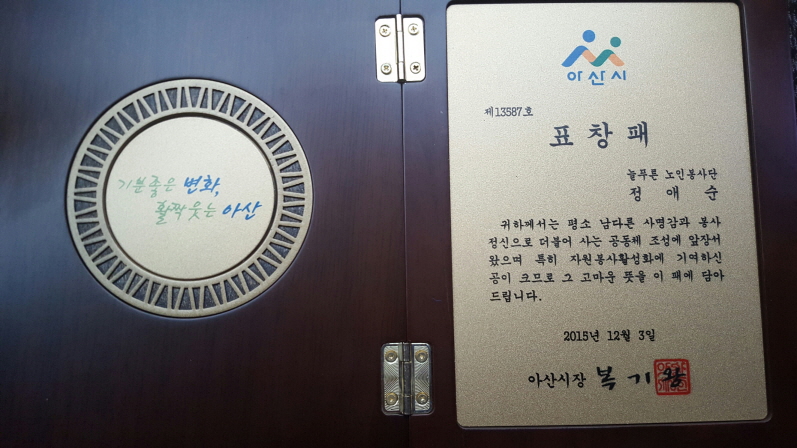 기분좋은 변화,
활짝웃는 아산
아산시
제13587호
표창패
늘푸른 노인봉사단
정애순
귀하께서는 평소 남다른 사명감과 봉사
정신으로 더불어 사는 공동체 조성에 앞장서
왔으며 특히 자원봉사활성화에 기여하신
공이 크므로 그 고마운 뜻을 이 패에 담아
드립니다.
2015년 12월 3일
아산시장 복기왕